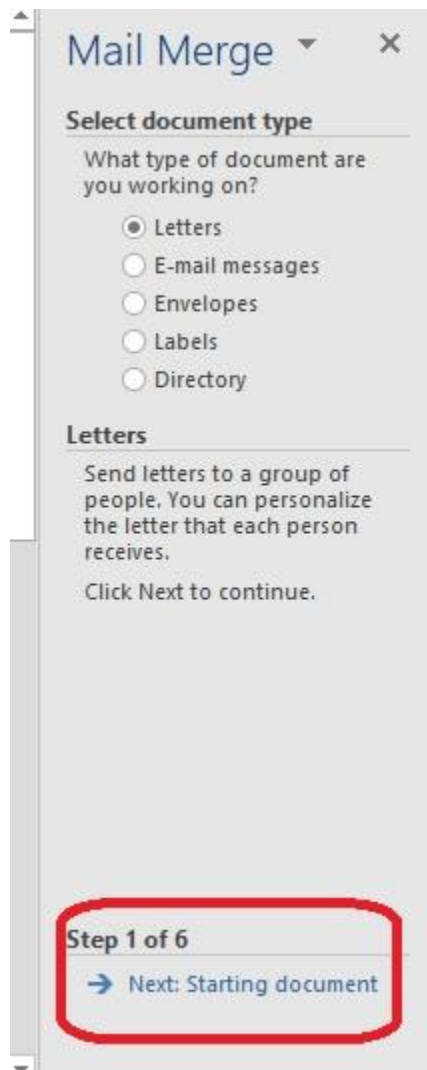 Mail Merge
Select document type
What type of document are
you working on?
Letters
E-mail messages
Envelopes
Labels
Directory
Letters
Send letters to a group of
people. You can personalize
the letter that each person
receives.
Click Next to continue.
Step 1 of 6
Next: Starting document